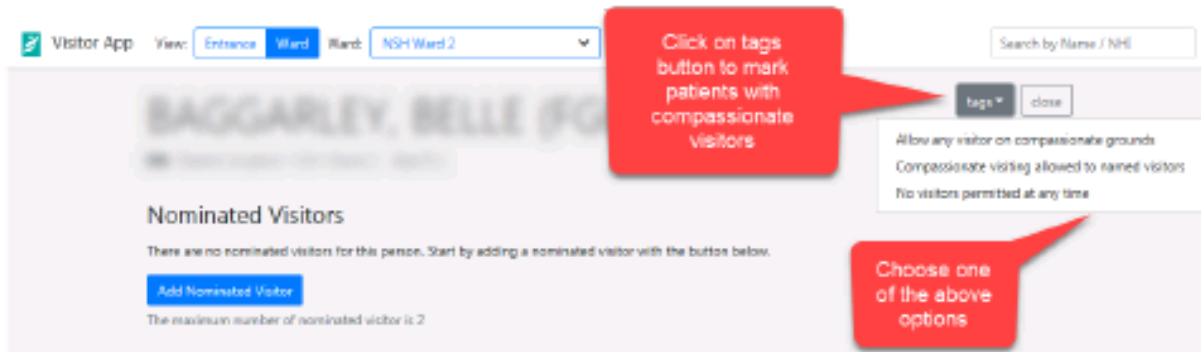 Visitor App View: Entrance Ward Ward: NSH Ward 2 Search by Name / NHI
Click on tags
button to mark
patients with
compassionate
visitors
tags close
Allow any visitor on compassionate grounds
Compassionate visiting allowed to named visitors
No visitors permitted at any time
Nominated Visitors
There are no nominated visitors for this person. Start by adding a nominated visitor with the button below.
Add Nominated Visitor
The maximum number of nominated visitor is 2
Choose one
of the above
options